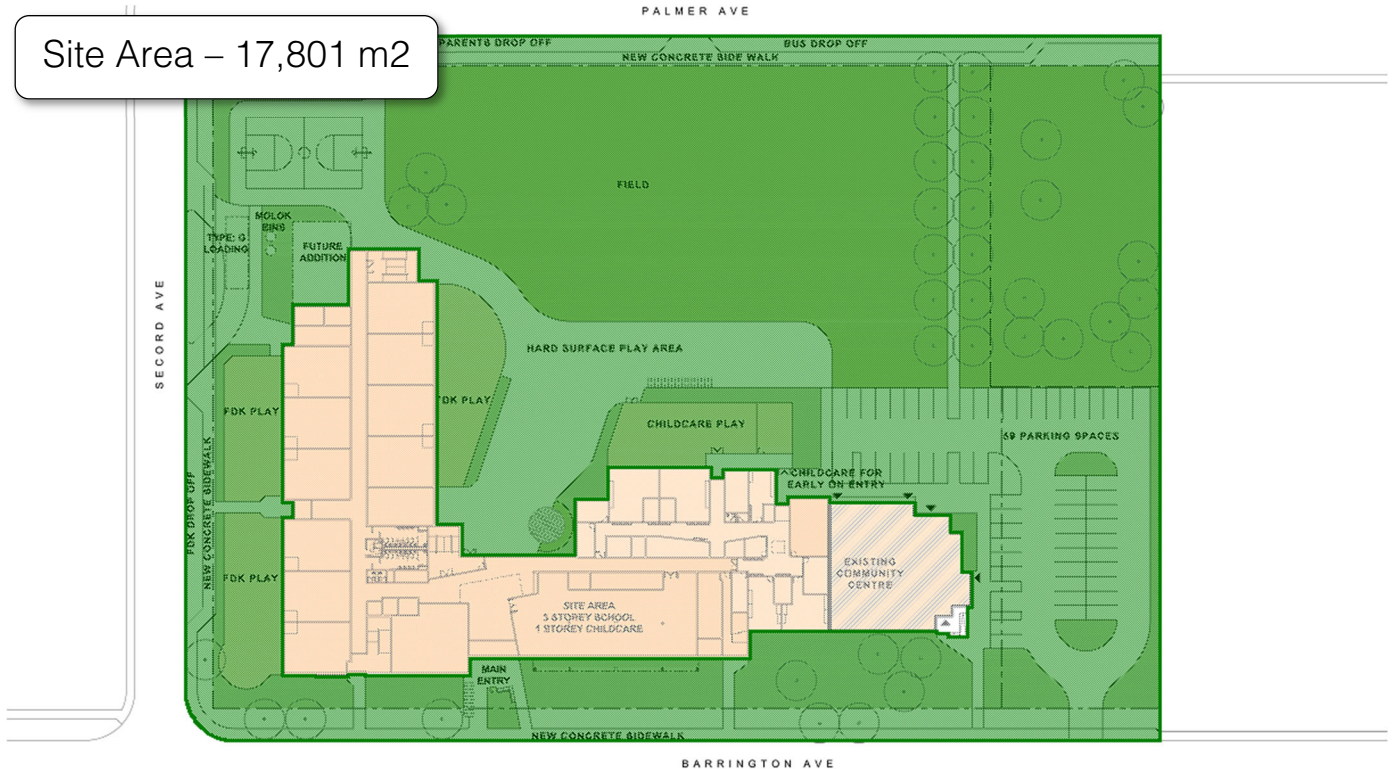 PALMER AVE
Site Area – 17,801 m2
PARENTS DROP OFF
BUS DROP OFF
NEW CONCRETE SIDE WALK
FIELD
MOLOK
BINS
TYPE: G
LOADING
FUTURE
ADDITION
SECORD AVE
HARD SURFACE PLAY AREA
FDK PLAY
FDK PLAY
CHILDCARE PLAY
69 PARKING SPACES
CHILDCARE FOR
EARLY ON ENTRY
FDK DROP OFF
NEW CONCRETE SIDEWALK
EXISTING
COMMUNITY
CENTRE
FDK PLAY
SITE AREA
3 STOREY SCHOOL
1 STOREY CHILDCARE
MAIN
ENTRY
NEW CONCRETE SIDEWALK
BARRINGTON AVE